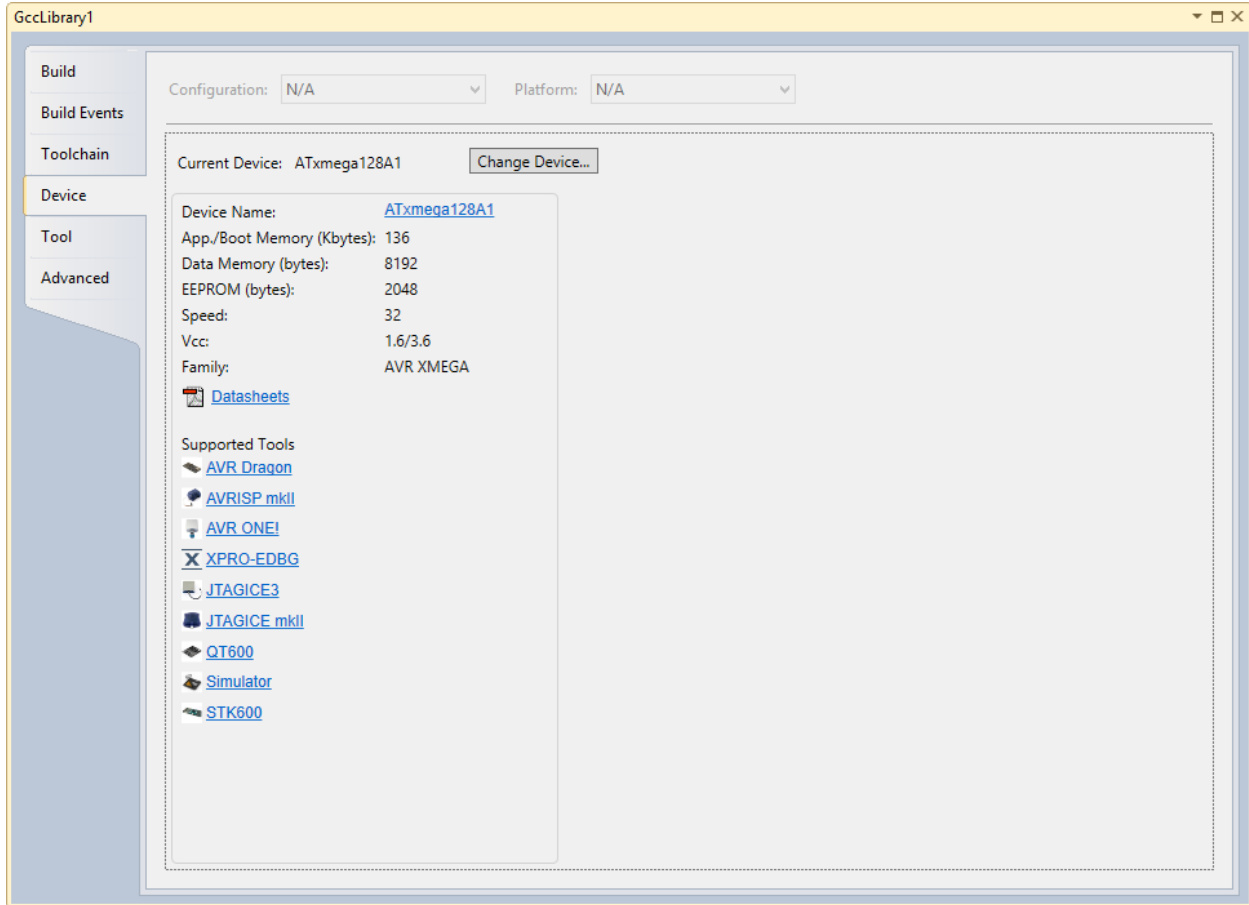 GccLibrary1
Build
Build Events
Toolchain
Device
Tool
Advanced
Configuration: N/A Platform: N/A
Current Device: ATxmega128A1 Change Device...
Device Name: ATxmega128A1
App./Boot Memory (Kbytes): 136
Data Memory (bytes): 8192
EEPROM (bytes): 2048
Speed: 32
Vcc: 1.6/3.6
Family: AVR XMEGA
Datasheets
Supported Tools
AVR Dragon
AVRISP mkII
AVR ONE!
XPRO-EDBG
JTAGICE3
JTAGICE mkII
QT600
Simulator
STK600